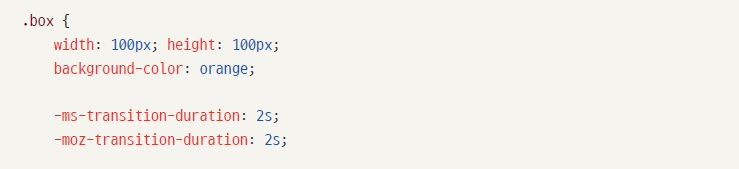 .box {
width: 100px; height: 100px;
background-color: orange;
-ms-transition-duration: 2s;
-moz-transition-duration: 2s;